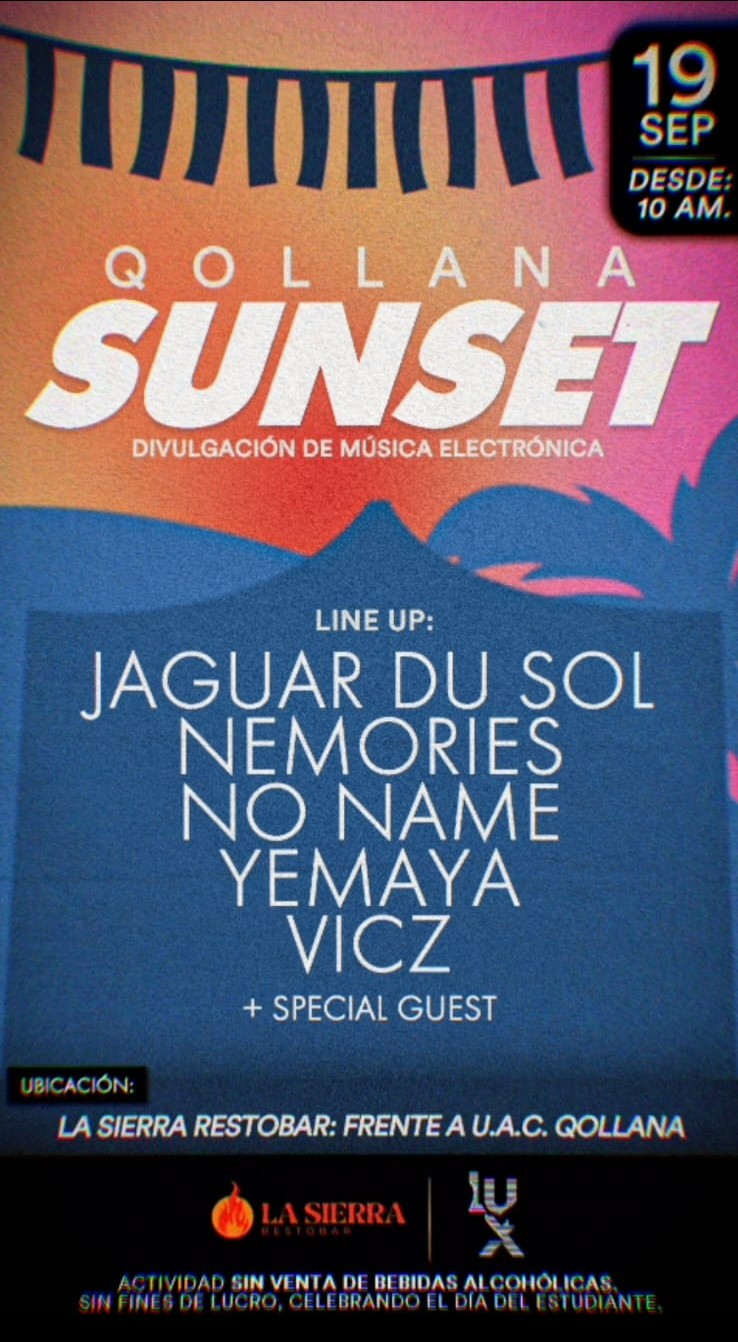 19
SEP
DESDE:
10 AM.
QOLLANA
SUNSET
DIVULGACIÓN DE MÚSICA ELECTRÓNICA
LINE UP:
JAGUAR DU SOL
NEMORIES
NO NAME
YEMAYA
VICZ
+ SPECIAL GUEST
UBICACIÓN:
LA SIERRA RESTOBAR: FRENTE A U.A.C. QOLLANA
LA SIERRA
RESTOBAR
LUX
ACTIVIDAD SIN VENTA DE BEBIDAS ALCOHÓLICAS.
SIN FINES DE LUCRO, CELEBRANDO EL DÍA DEL ESTUDIANTE.